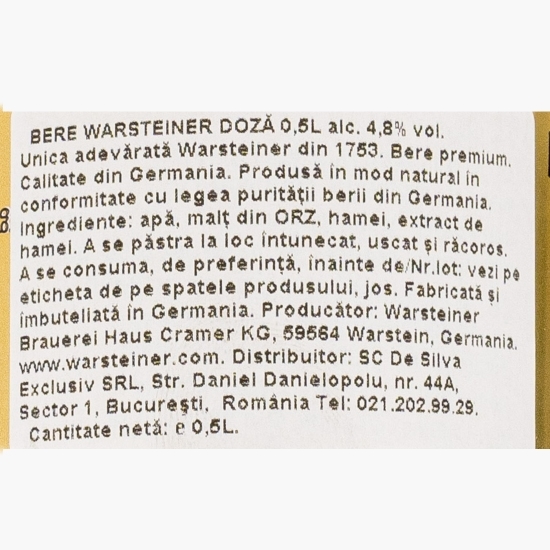 BERE WARSTEINER DOZĂ 0,5L alc. 4,8% vol.
Unica adevărată Warsteiner din 1753. Bere premium.
Calitate din Germania. Produsă în mod natural in
conformitate cu legea purității berii din Germania.
Ingrediente: apă, malț din ORZ, hamei, extract de
hamei. A se păstra la loc întunecat, uscat și răcoros.
A se consuma, de preferință, înainte de/Nr.lot: vezi pe
eticheta de pe spatele produsului, jos. Fabricată și
îmbuteliată în Germania. Producător: Warsteiner
Brauerei Haus Cramer KG, 59564 Warstein, Germania.
www.warsteiner.com. Distribuitor: SC De Silva
Exclusiv SRL, Str. Daniel Danielopolu, nr. 44A,
Sector 1, București, România Tel: 021.202.99.29.
Cantitate netă: e 0,5L.